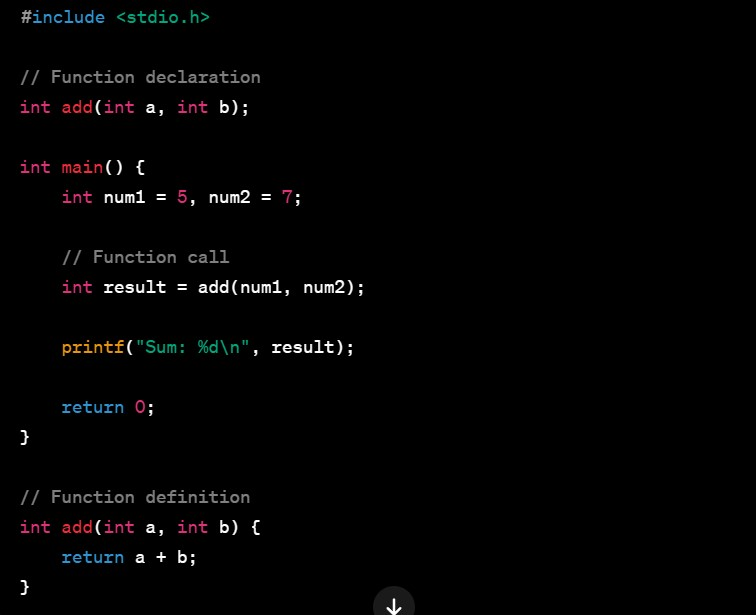 #include <stdio.h>
// Function declaration
int add(int a, int b);
int main() {
    int num1 = 5, num2 = 7;
    // Function call
    int result = add(num1, num2);
    printf("Sum: %d\n", result);
    return 0;
}
// Function definition
int add(int a, int b) {
    return a + b;
}